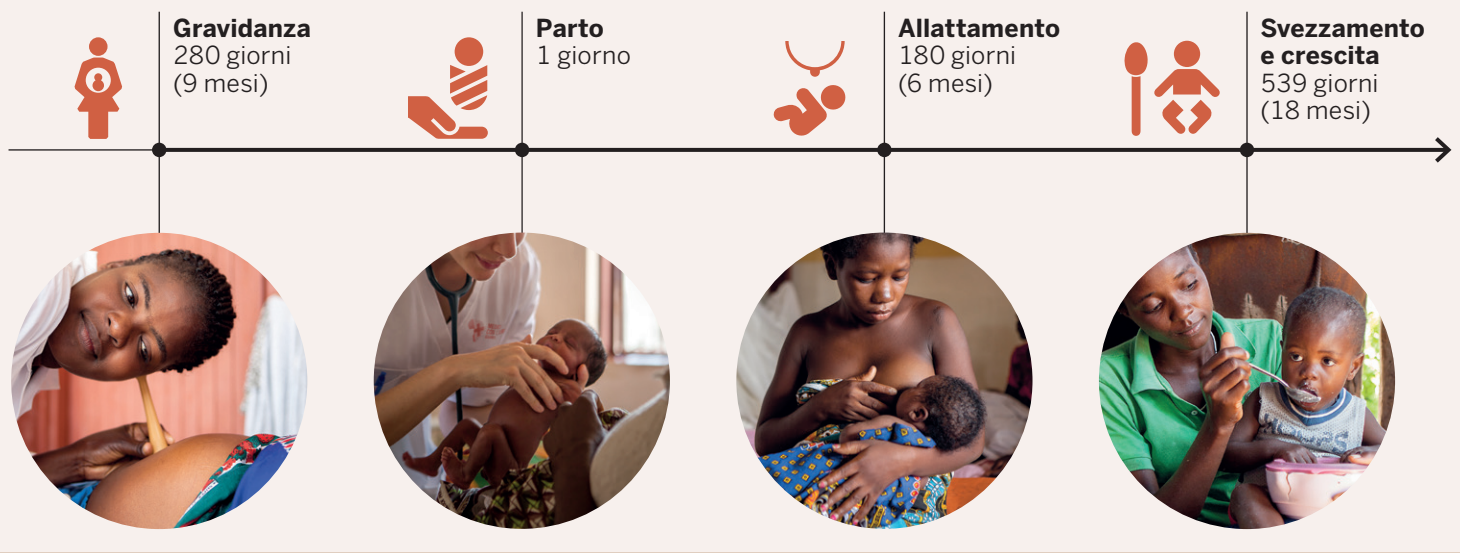 Gravidanza
280 giorni
(9 mesi)
Parto
1 giorno
Allattamento
180 giorni
(6 mesi)
Svezzamento
e crescita
539 giorni
(18 mesi)